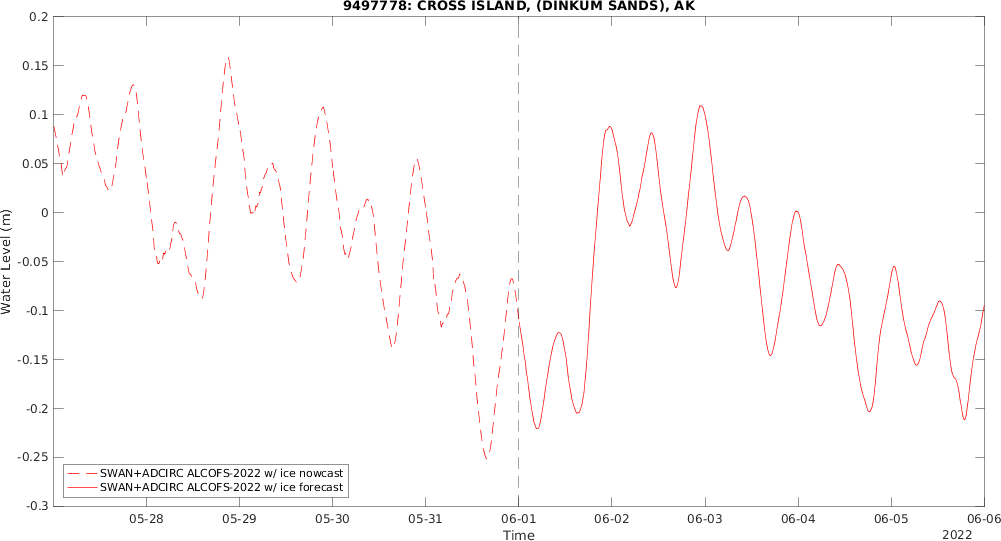 9497778: CROSS ISLAND, (DINKUM SANDS), AK
0.2
0.15
0.1
0.05
0
-0.05
-0.1
-0.15
-0.2
-0.25
-0.3
Water Level (m)
SWAN+ADCIRC ALCOFS-2022 w/ ice nowcast
SWAN+ADCIRC ALCOFS-2022 w/ ice forecast
05-28 05-29 05-30 05-31 06-01 06-02 06-03 06-04 06-05 06-06
Time
2022